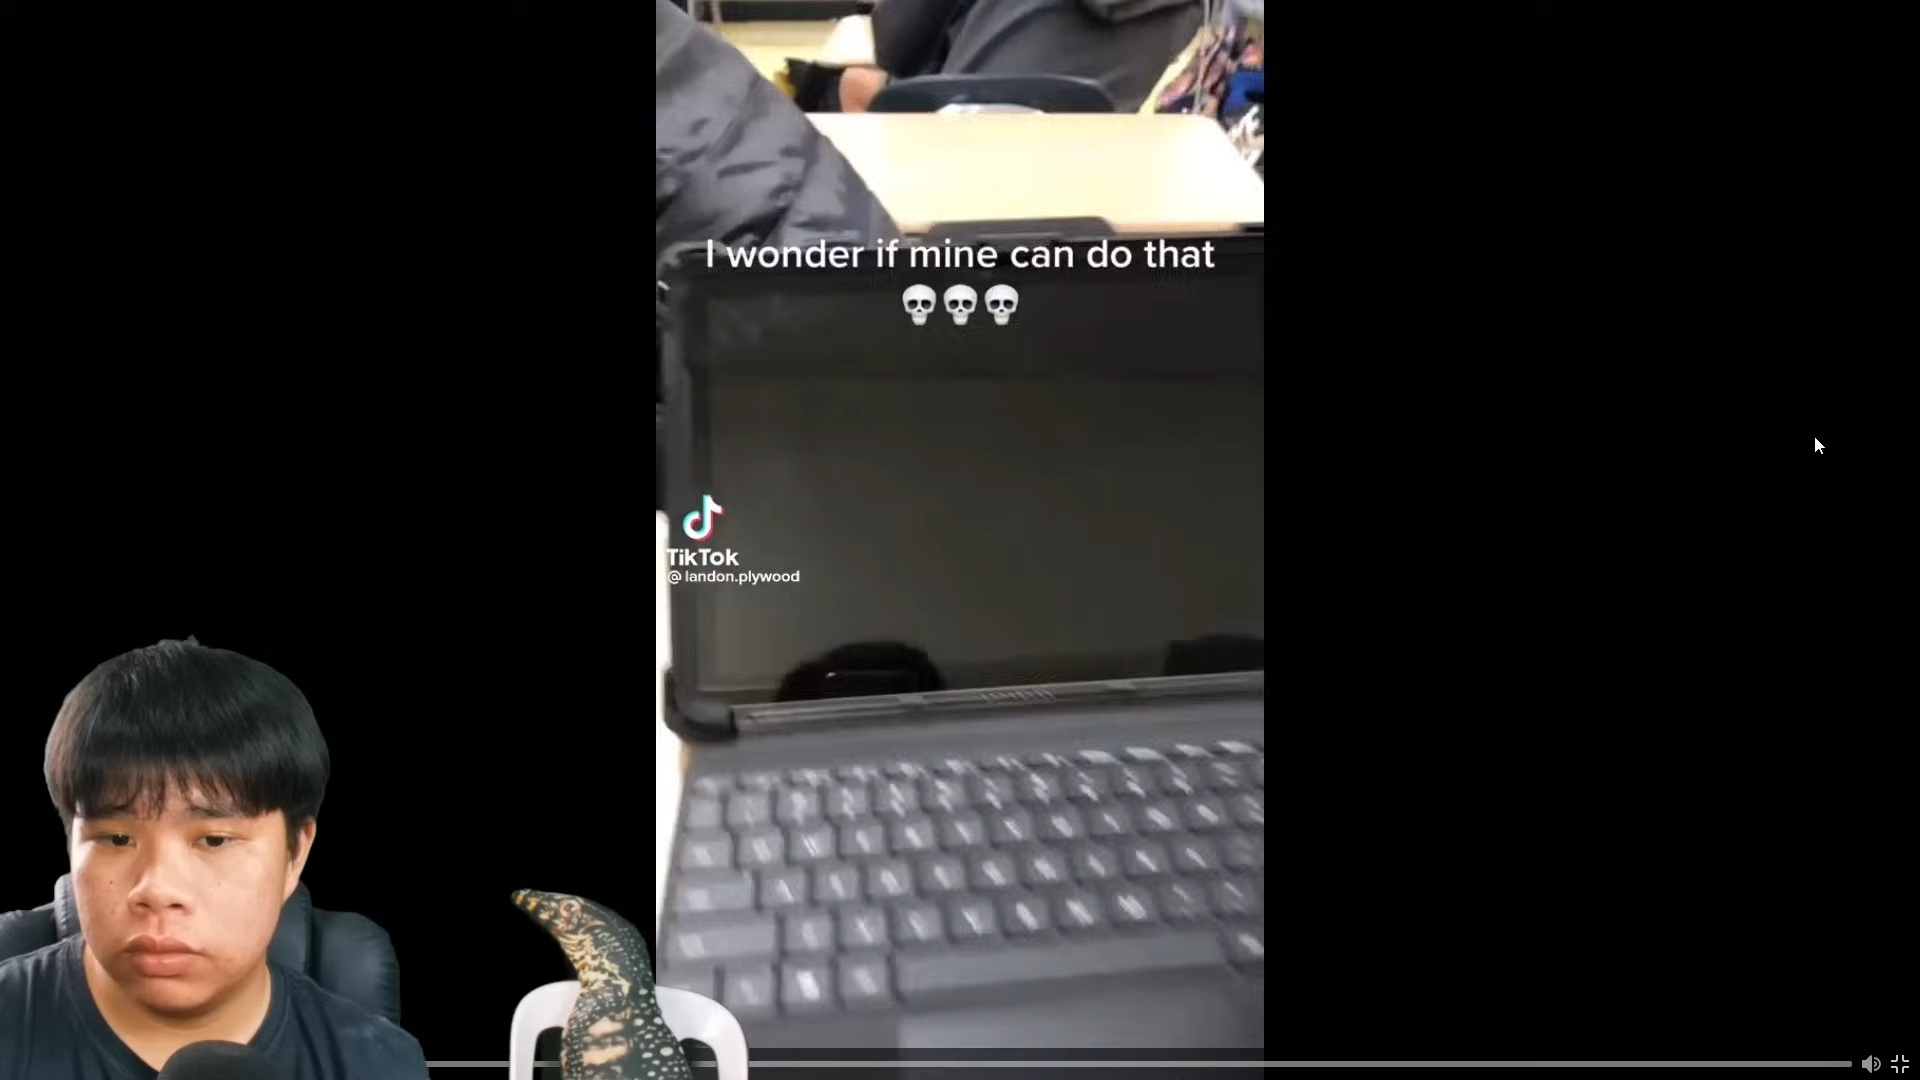 I wonder if mine can do that
💀💀💀
TikTok
@landon.plywood